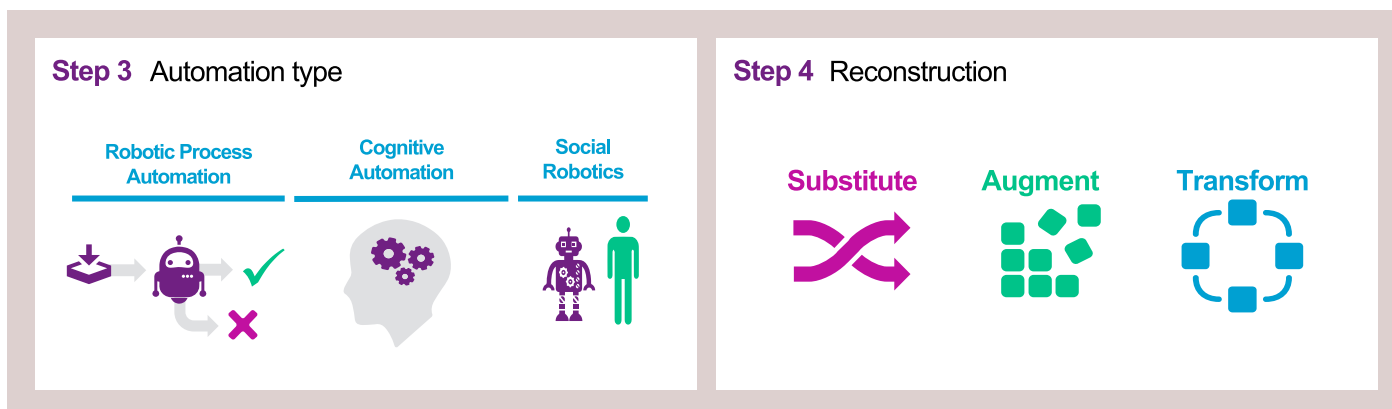 Step 3 Automation type
Robotic Process
Automation
Cognitive
Automation
Social
Robotics
Step 4 Reconstruction
Substitute
Augment
Transform